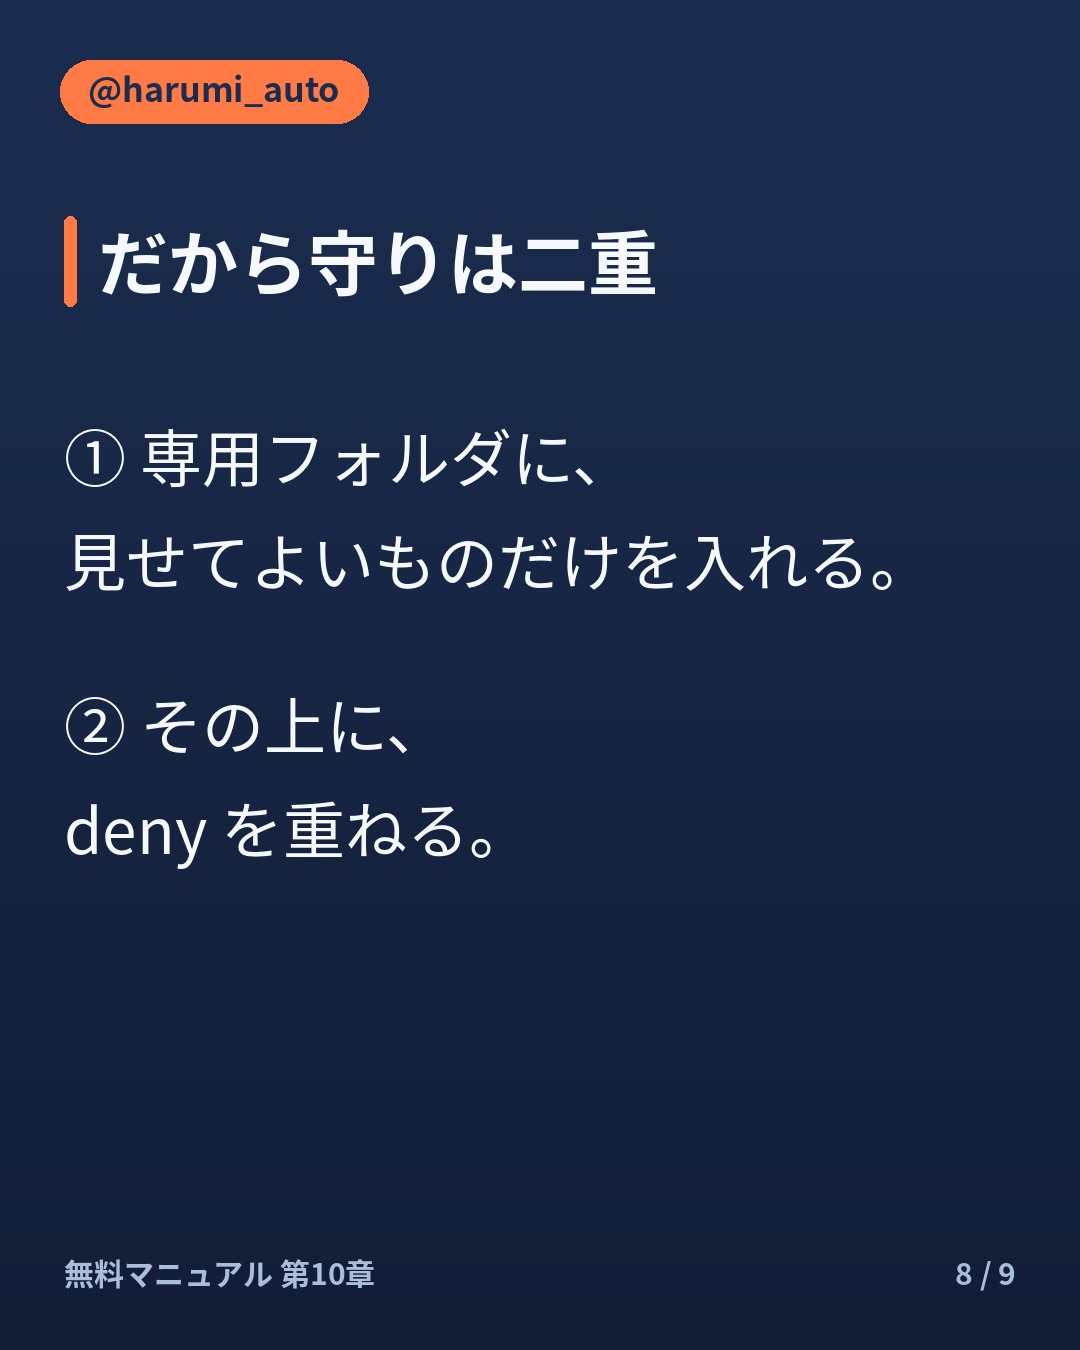 @harumi_auto
だから守りは二重
① 専用フォルダに、
見せてよいものだけを入れる。
② その上に、
deny を重ねる。
無料マニュアル 第10章
8 / 9